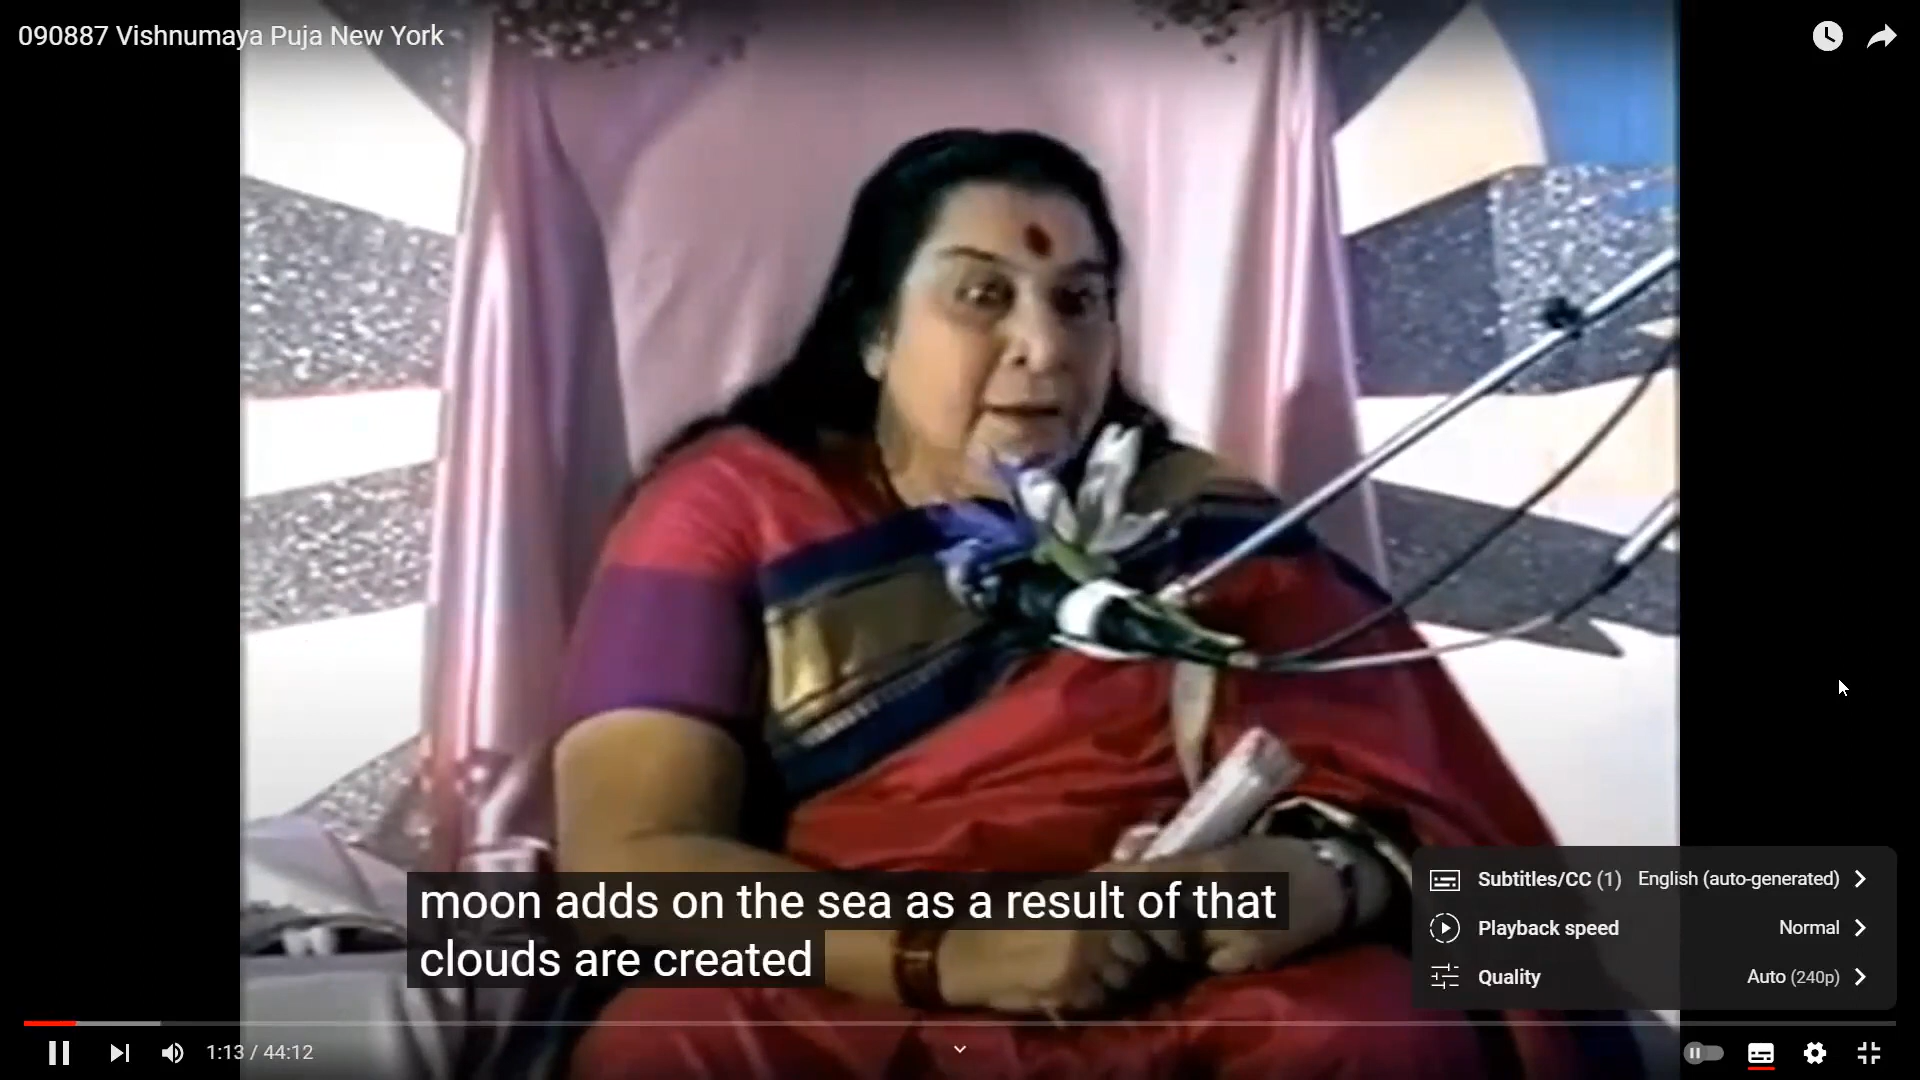 090887 Vishnumaya Puja New York
moon adds on the sea as a result of that
clouds are created
Subtitles/CC (1) English (auto-generated)
Playback speed Normal
Quality Auto (240p)
1:13 / 44:12